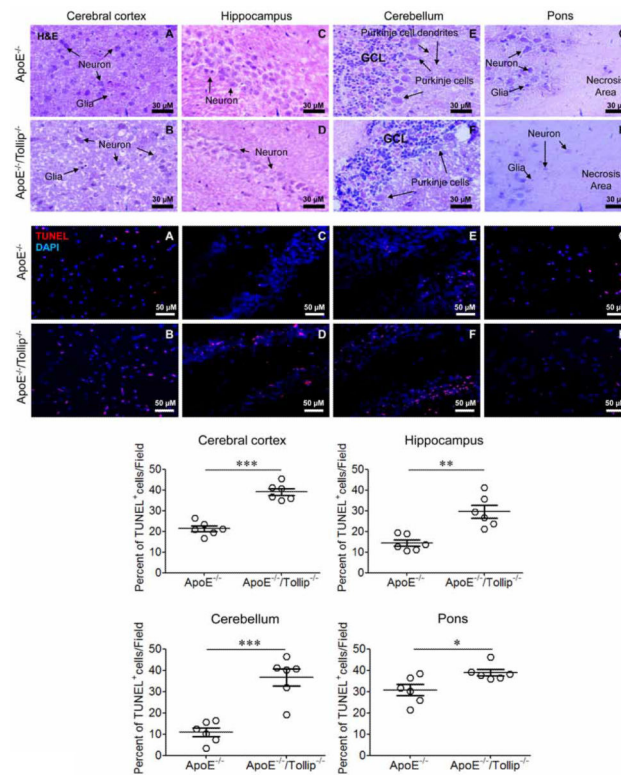 Cerebral cortex
Hippocampus
Cerebellum
Pons
ApoE-/-
H&E
A
Neuron
Glia
30 µM
C
Neuron
30 µM
Purkinje cell dendrites
E
GCL
Purkinje cells
30 µM
Neuron
Glia
Necrosis
Area
30 µM
ApoE-/-/Tollip-/-
B
Neuron
Glia
30 µM
D
Neuron
30 µM
GCL
F
Purkinje cells
30 µM
Neuron
Glia
Necrosis
Area
30 µM
ApoE-/-
TUNEL
DAPI
A
50 µM
C
50 µM
E
50 µM
50 µM
ApoE-/-/Tollip-/-
B
50 µM
D
50 µM
F
50 µM
50 µM
Cerebral cortex
Percent of TUNEL+cells/Field
50
40
30
20
10
0
***
ApoE-/-
ApoE-/-/Tollip-/-
Hippocampus
Percent of TUNEL+cells/Field
50
40
30
20
10
0
**
ApoE-/-
ApoE-/-/Tollip-/-
Cerebellum
Percent of TUNEL+cells/Field
50
40
30
20
10
0
***
ApoE-/-
ApoE-/-/Tollip-/-
Pons
Percent of TUNEL+cells/Field
50
40
30
20
10
0
*
ApoE-/-
ApoE-/-/Tollip-/-